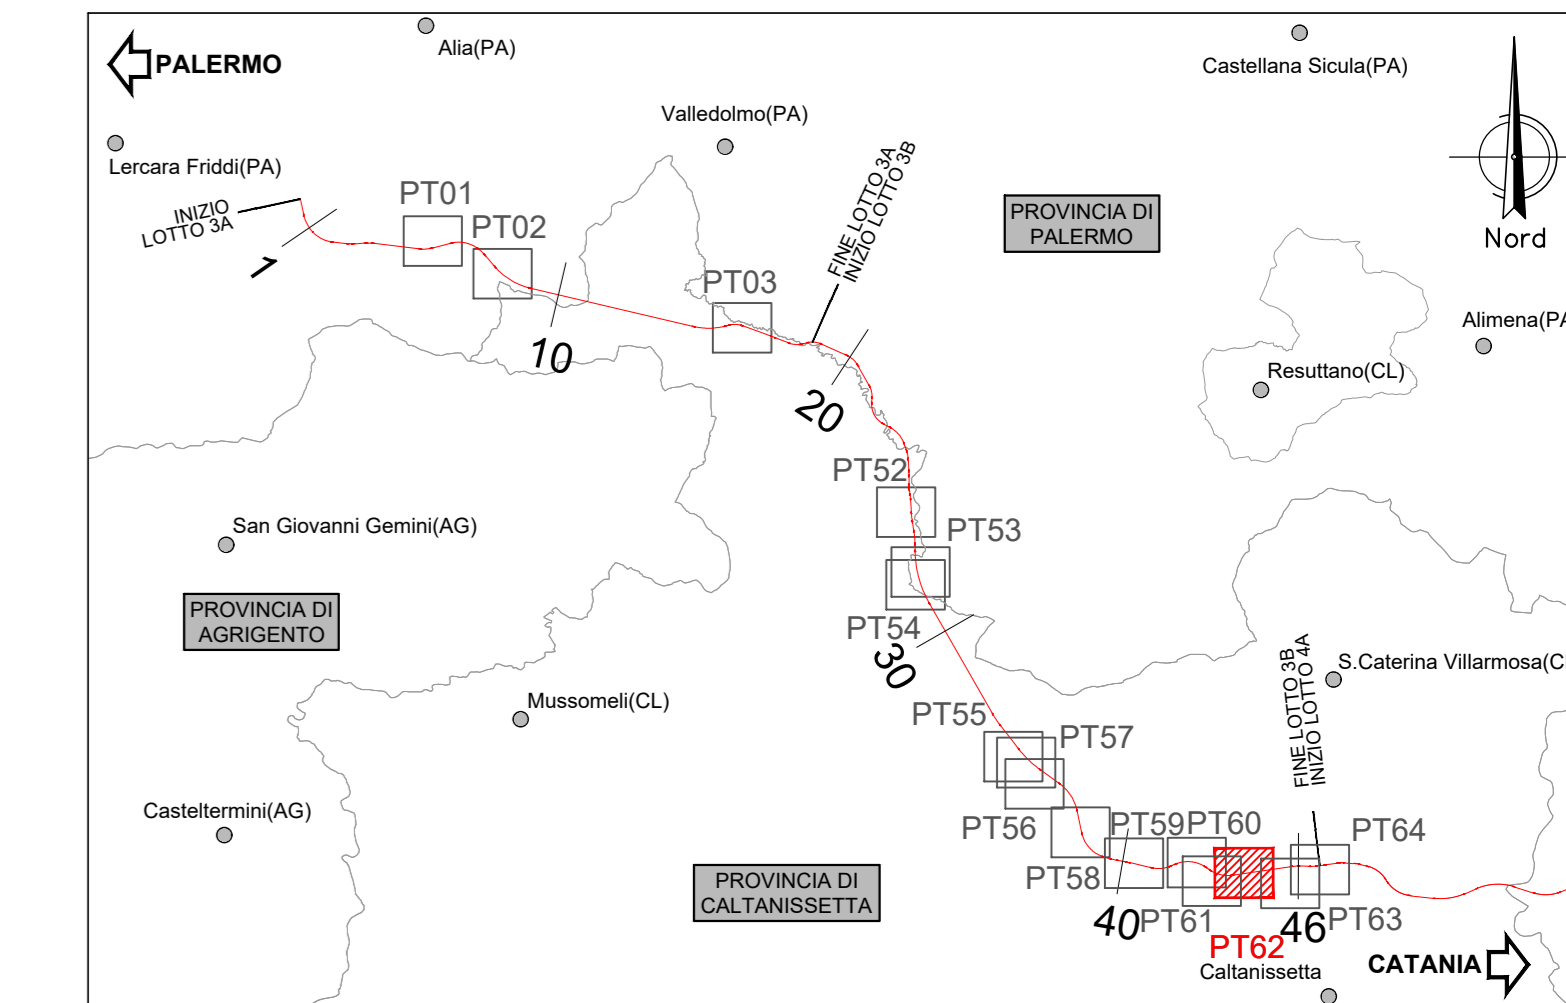 Alia(PA)
PALERMO
Castellana Sicula(PA)
Valledolmo(PA)
Lercara Friddi(PA)
INIZIO
LOTTO 3A
PT01
PT02
1
10
PT03
FINE LOTTO 3A
INIZIO LOTTO 3B
PROVINCIA DI
PALERMO
Nord
Alimena(PA
Resuttano(CL)
20
PT52
PT53
San Giovanni Gemini(AG)
PROVINCIA DI
AGRIGENTO
PT54
30
FINE LOTTO 3B
INIZIO LOTTO 4A
S.Caterina Villarmosa(C
Mussomeli(CL)
PT55
PT57
Casteltermini(AG)
PT56
PT59
PT60
PT64
PT58
PROVINCIA DI
CALTANISSETTA
40
PT61
PT62
46
PT63
Caltanissetta
CATANIA